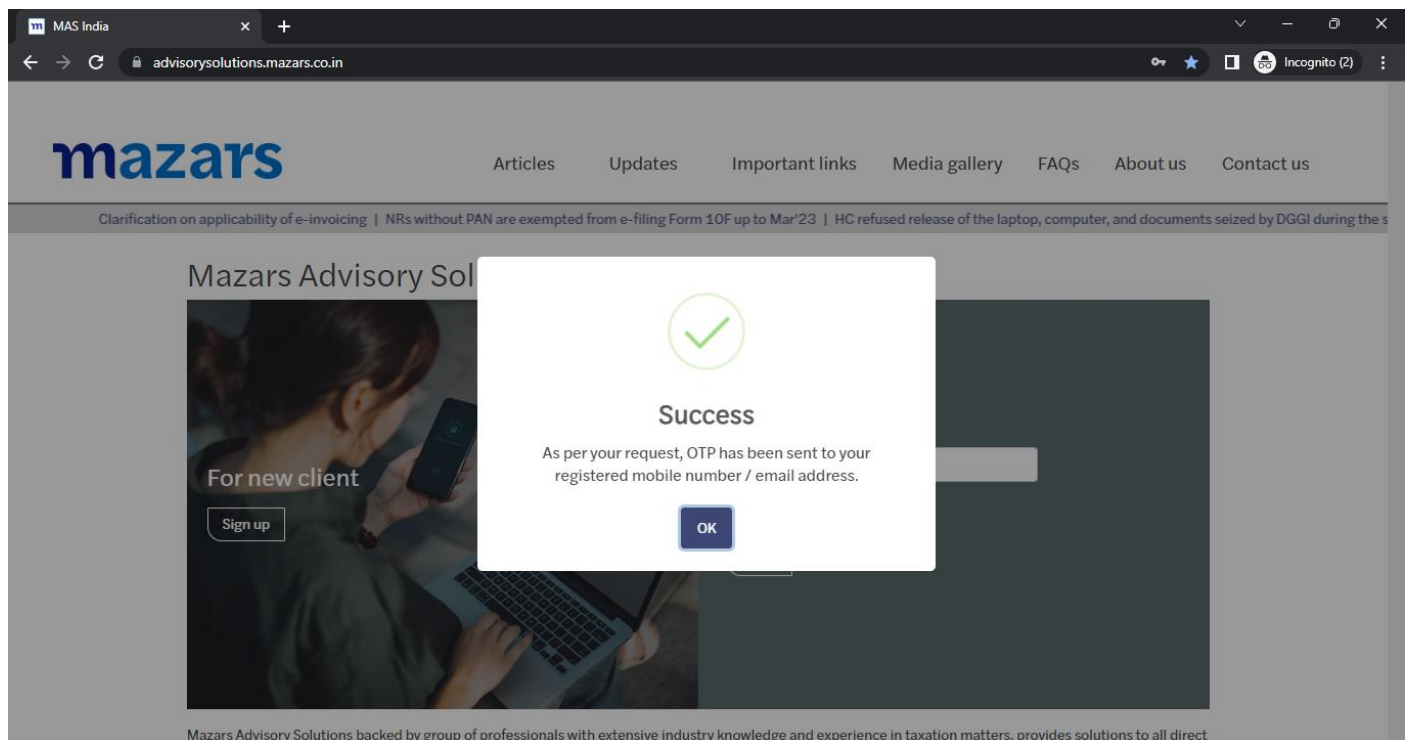 MAS India
advisorysolutions.mazars.co.in
Incognito (2)
mazars
Articles Updates Important links Media gallery FAQs About us Contact us
Clarification on applicability of e-invoicing | NRs without PAN are exempted from e-filing Form 10F up to Mar'23 | HC refused release of the laptop, computer, and documents seized by DGGI during the s
Mazars Advisory Sol
For new client
Sign up
Success
As per your request, OTP has been sent to your
registered mobile number / email address.
OK
Mazars Advisory Solutions backed by group of professionals with extensive industry knowledge and experience in taxation matters, provides solutions to all direct